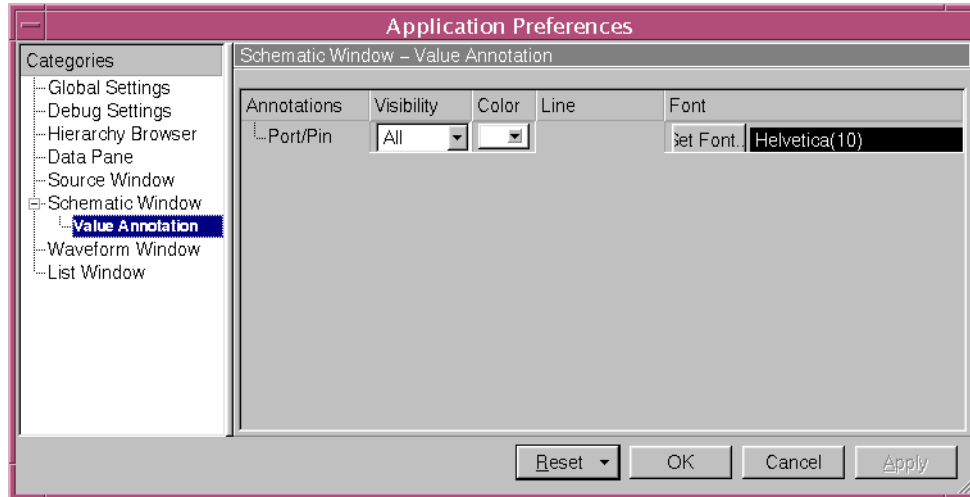 Application Preferences
Categories
Global Settings
Debug Settings
Hierarchy Browser
Data Pane
Source Window
Schematic Window
Value Annotation
Waveform Window
List Window
Schematic Window – Value Annotation
Annotations Visibility Color Line Font
Port/Pin All Set Font.. Helvetica(10)
Reset OK Cancel Apply